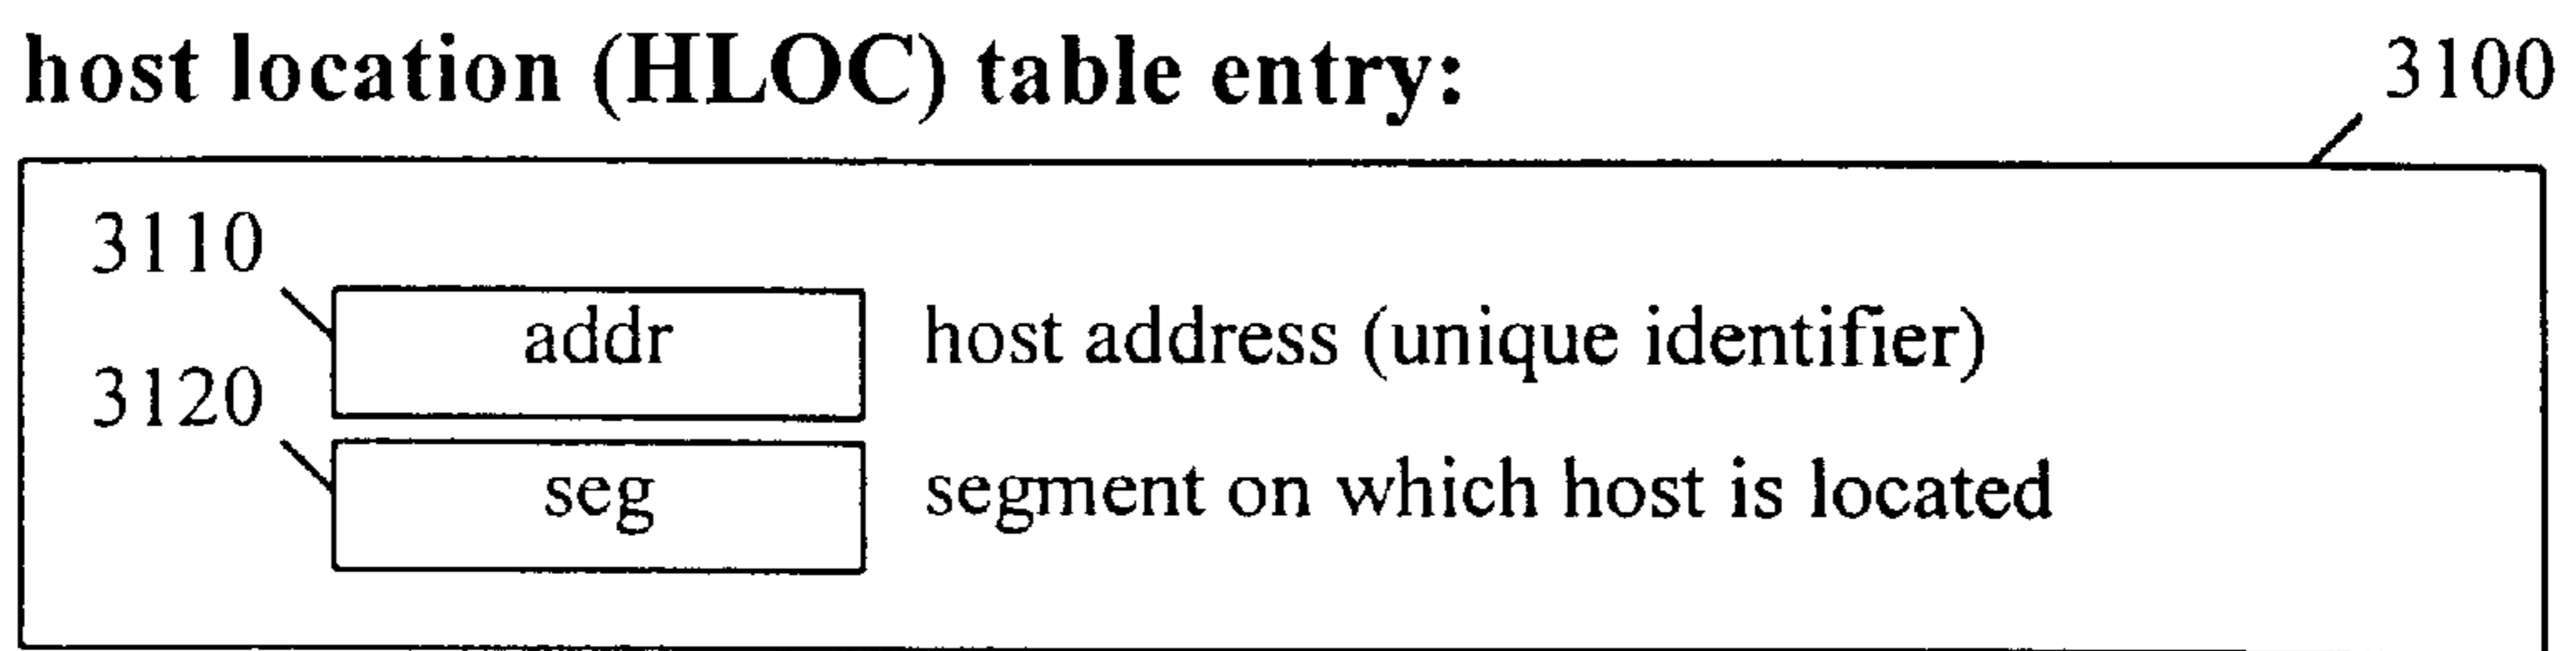 host location (HLOC) table entry:
3100
3110
addr host address (unique identifier)
3120
seg segment on which host is located